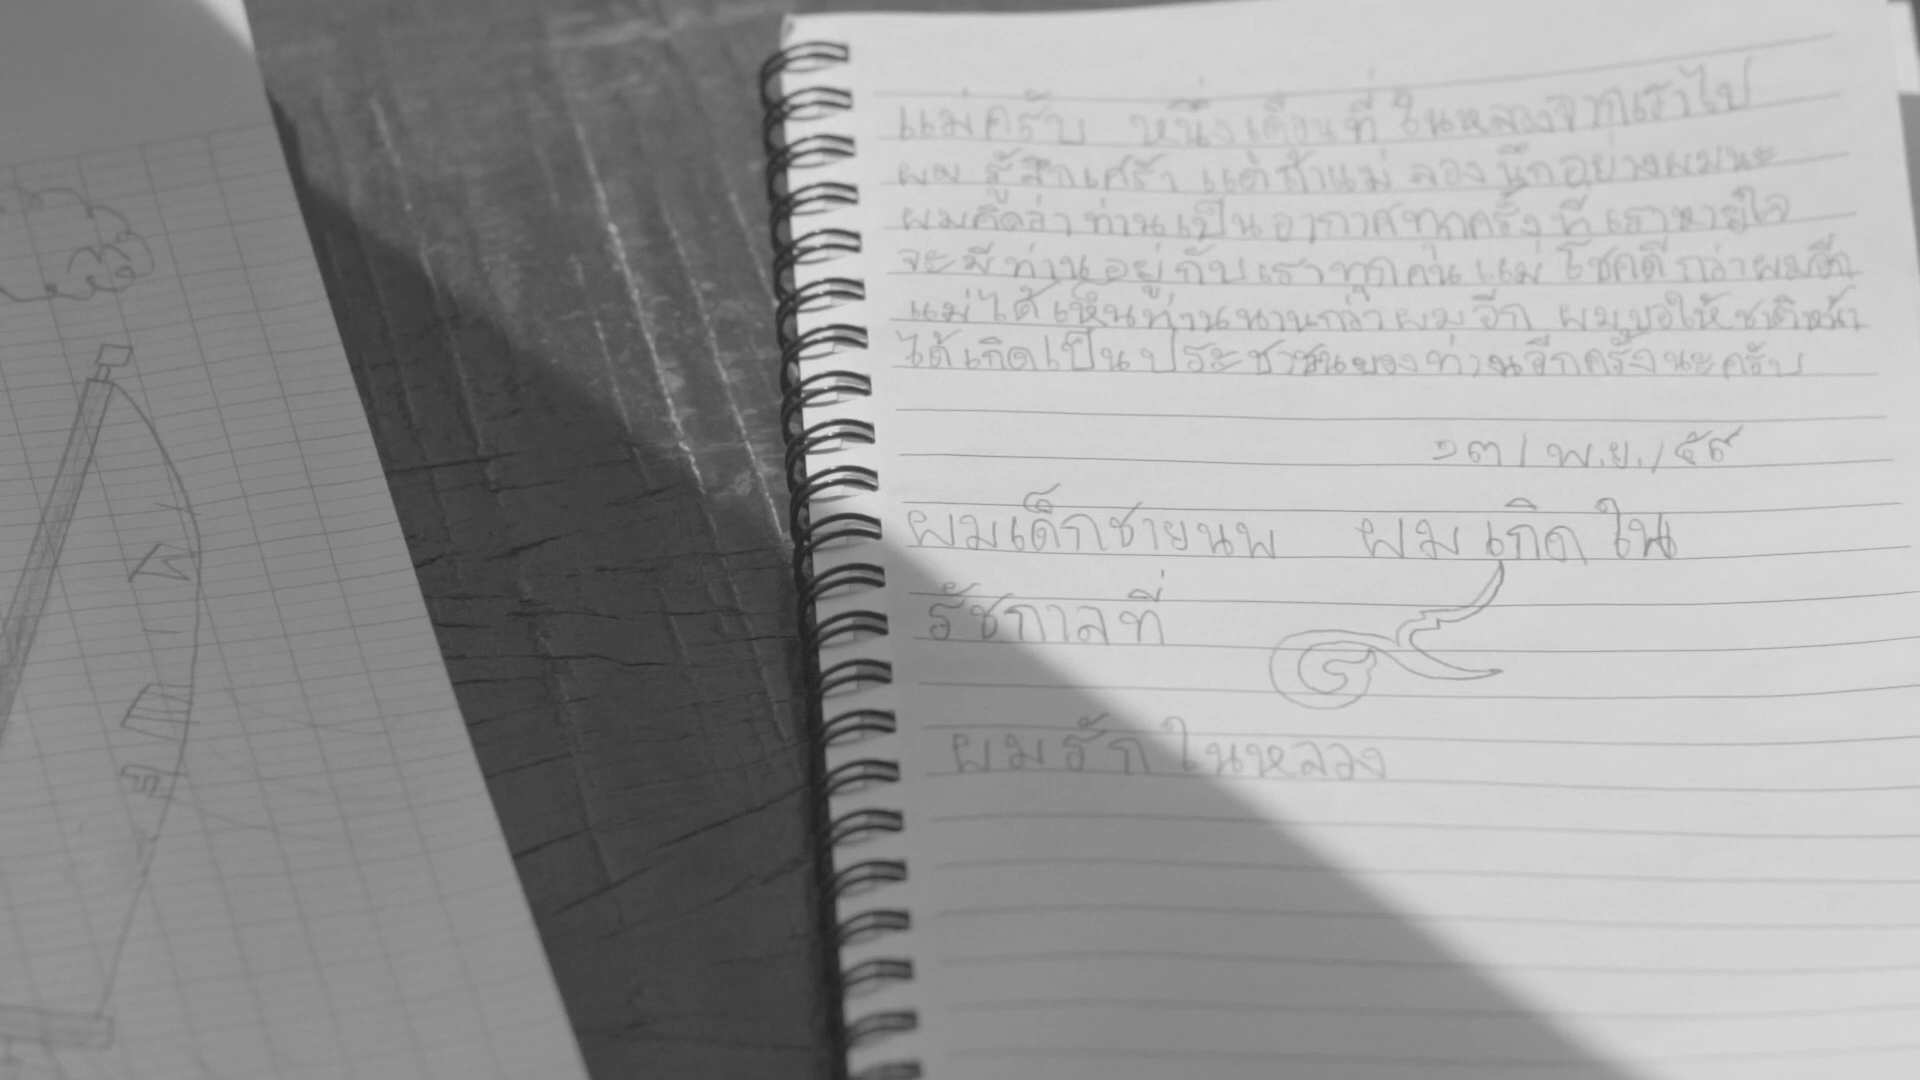 แม่ครับ หนึ่งเดือนที่ ในหลวงจากเราไป
ผม รู้สึกเศร้า แต่ถ้าแม่ ลองนึกอย่างผมนะ
ผมคิดว่าท่านเป็นอากาศทุกครั้งที่เราหายใจ
จะมีท่านอยู่กับเราทุกคน แม่โชคดีกว่าผมอีก
แม่ได้เห็นท่านนานกว่าผมอีก ผมขอให้ชาติหน้า
ได้เกิดเป็นประชาชนของท่านอีกครั้งนะครับ
๑๓/พ.ย./๕๙
ผมเด็กชายนพ ผมเกิดใน
รัชกาลที่ ๙
ผมรักในหลวง